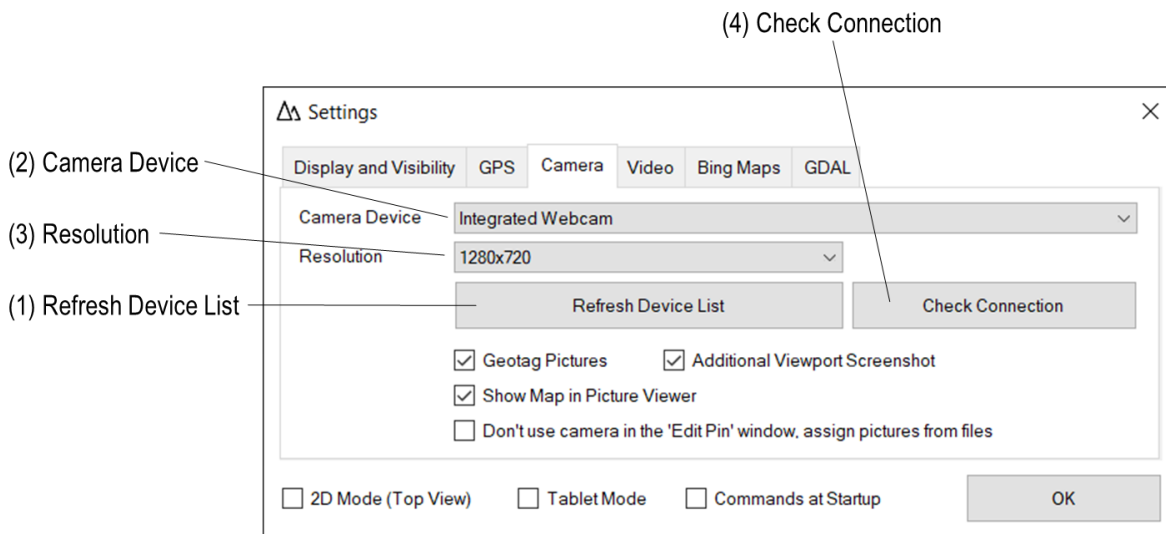 (4) Check Connection
Settings
(2) Camera Device
Display and Visibility GPS Camera Video Bing Maps GDAL
Camera Device Integrated Webcam
(3) Resolution
Resolution 1280x720
(1) Refresh Device List
Refresh Device List Check Connection
Geotag Pictures Additional Viewport Screenshot
Show Map in Picture Viewer
Don't use camera in the 'Edit Pin' window, assign pictures from files
2D Mode (Top View) Tablet Mode Commands at Startup OK